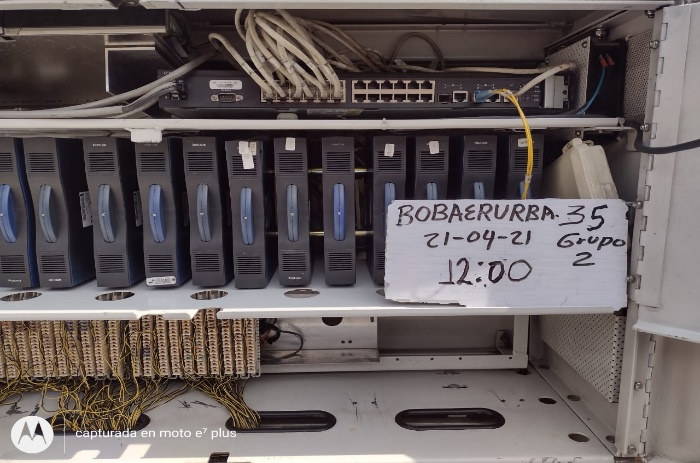 BOBAERURBA. 35
21-04-21 Grupo
2
12:00
capturada en moto e⁷ plus